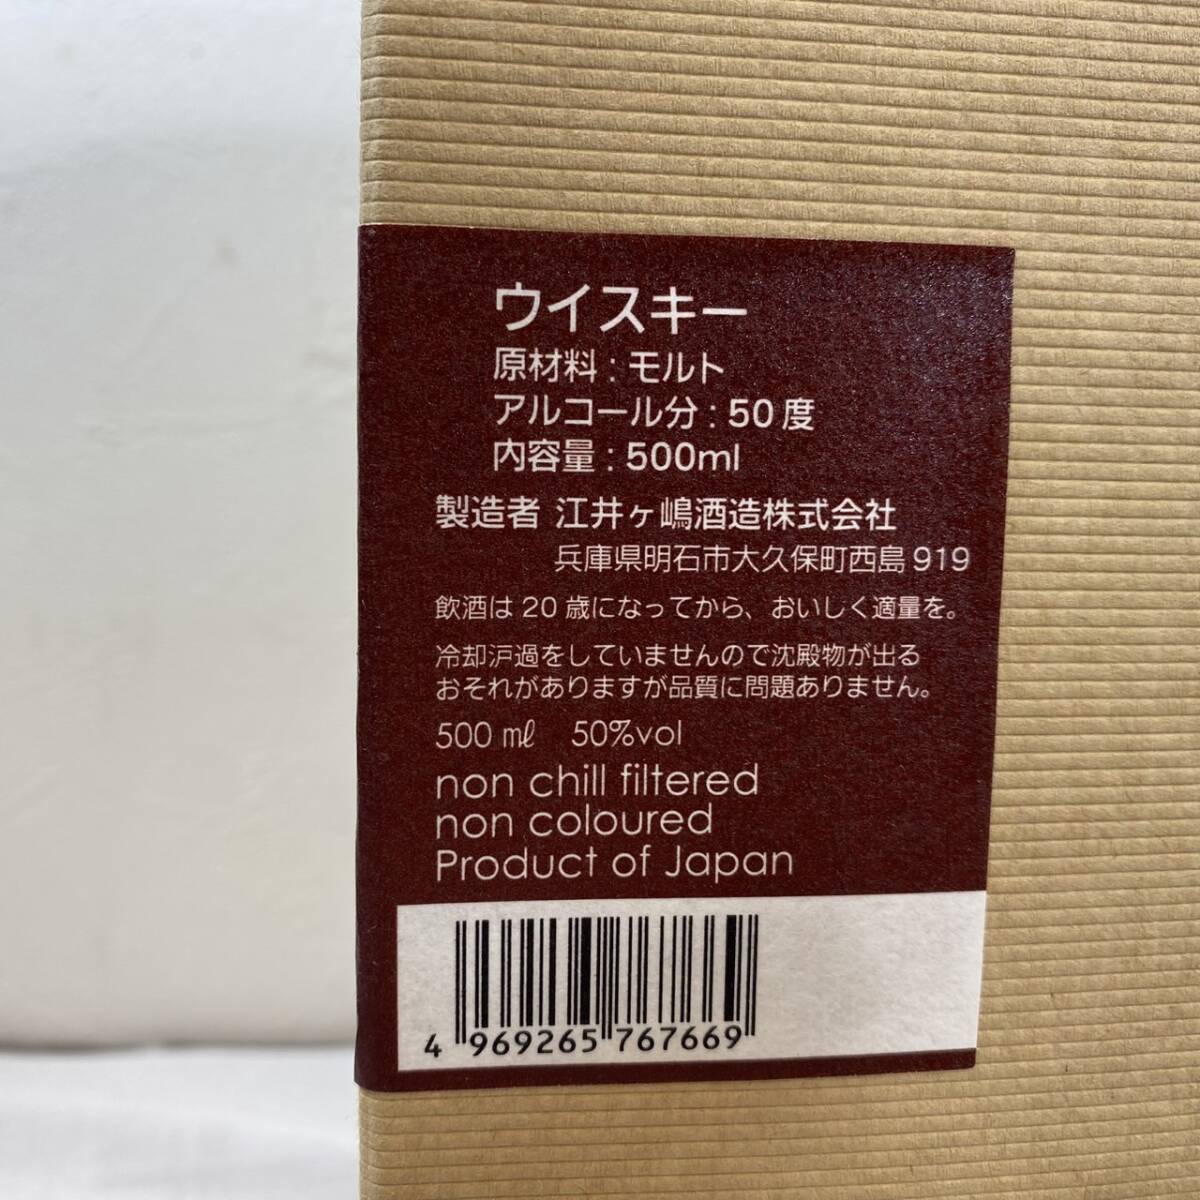 ウイスキー
原材料 : モルト
アルコール分 : 50 度
内容量 : 500ml
製造者 江井ヶ嶋酒造株式会社
兵庫県明石市大久保町西島 919
飲酒は 20 歳になってから、おいしく適量を。
冷却沪過をしていませんので沈殿物が出る
おそれがありますが品質に問題ありません。
500 ㎖ 50%vol
non chill filtered
non coloured
Product of Japan
4 969265 767669